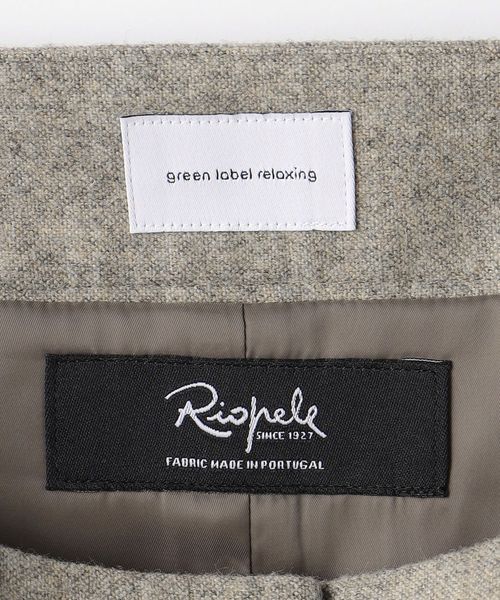 green label relaxing
Riopele
SINCE 1927
FABRIC MADE IN PORTUGAL